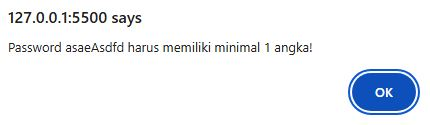 127.0.0.1:5500 says
Password asaeAsdfd harus memiliki minimal 1 angka!
OK